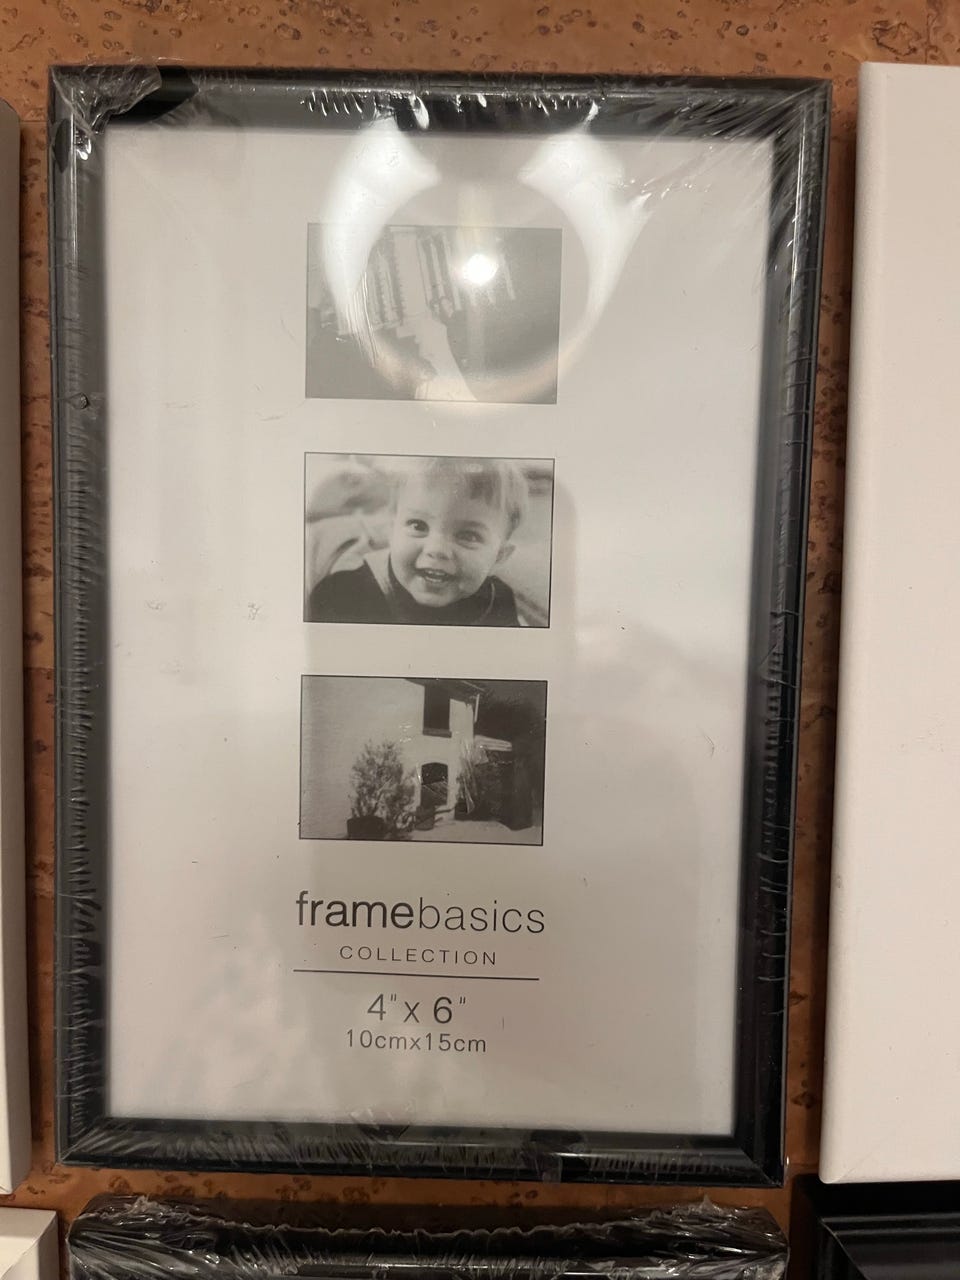 framebasics
COLLECTION
4" x 6"
10cmx15cm